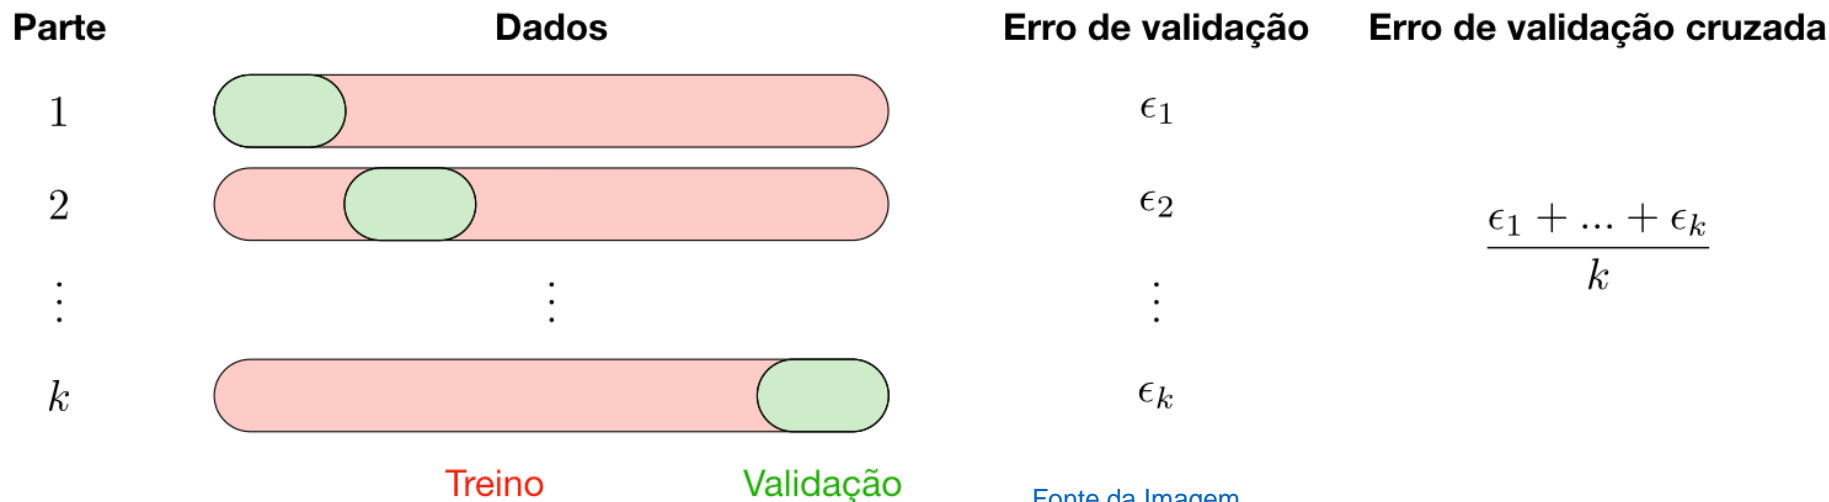 Parte Dados Erro de validação Erro de validação cruzada
1 ϵ₁
2 ϵ₂
ϵ₁ + ... + ϵₖ
k
⋮ ⋮ ⋮
k ϵₖ
Treino Validação Fonte da Imagem